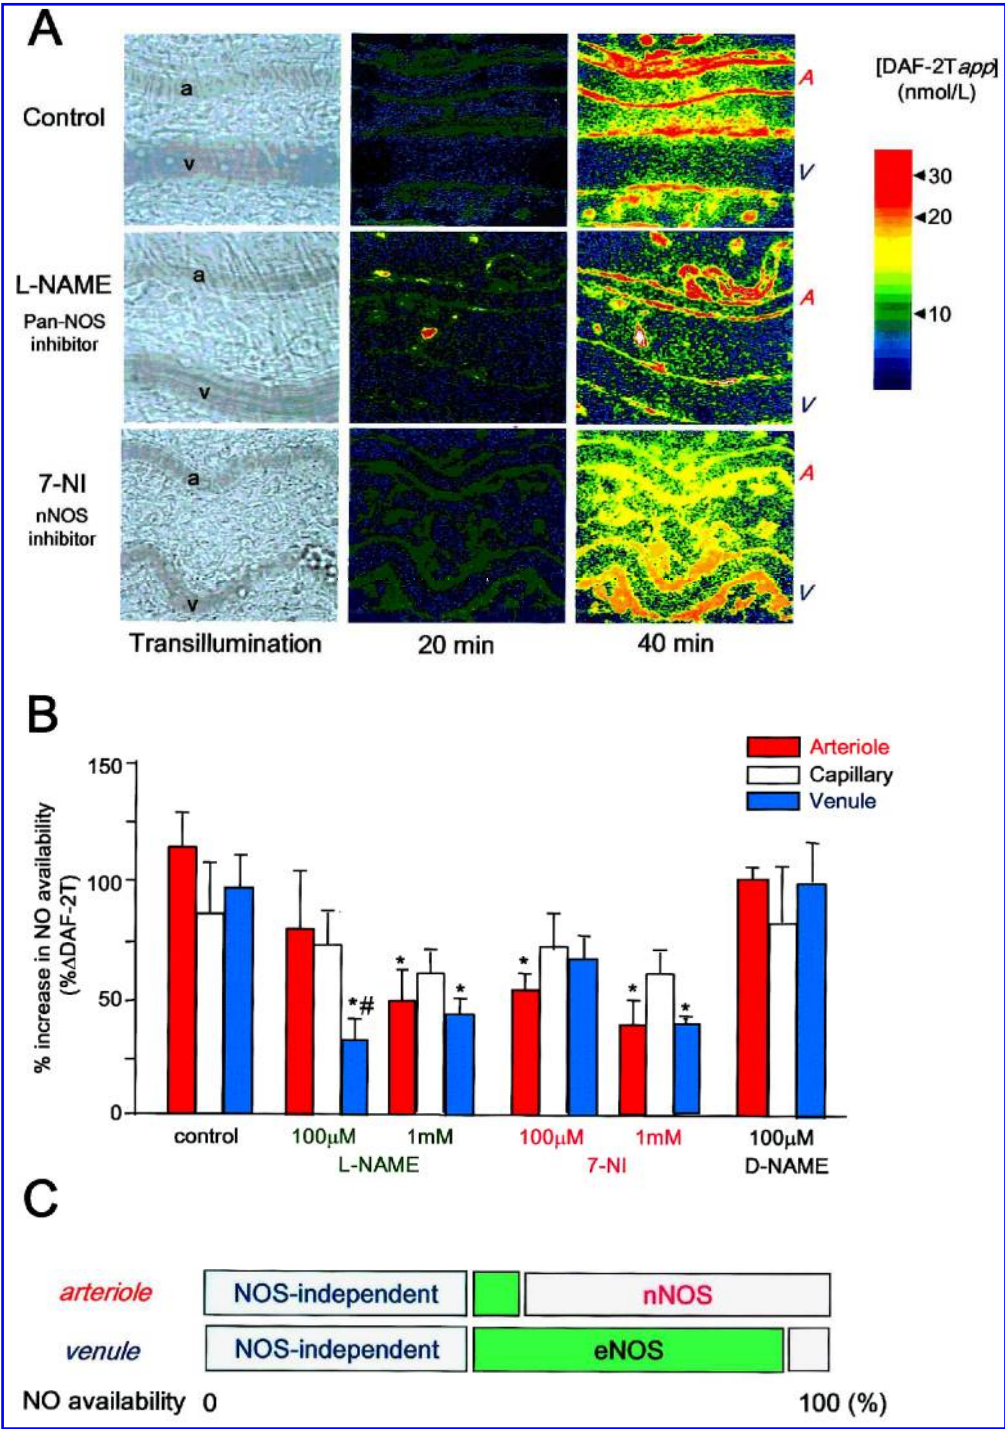 A
Control
a
v
A
V
[DAF-2Tapp]
(nmol/L)
30
20
10
L-NAME
Pan-NOS
inhibitor
a
v
A
V
7-NI
nNOS
inhibitor
a
v
A
V
Transillumination
20 min
40 min
B
Arteriole
Capillary
Venule
% increase in NO availability
(%ΔDAF-2T)
150
100
50
0
*#
*
*
*
*
*
control
100μM
1mM
100μM
1mM
100μM
L-NAME
7-NI
D-NAME
C
arteriole
NOS-independent
nNOS
venule
NOS-independent
eNOS
NO availability 0
100 (%)